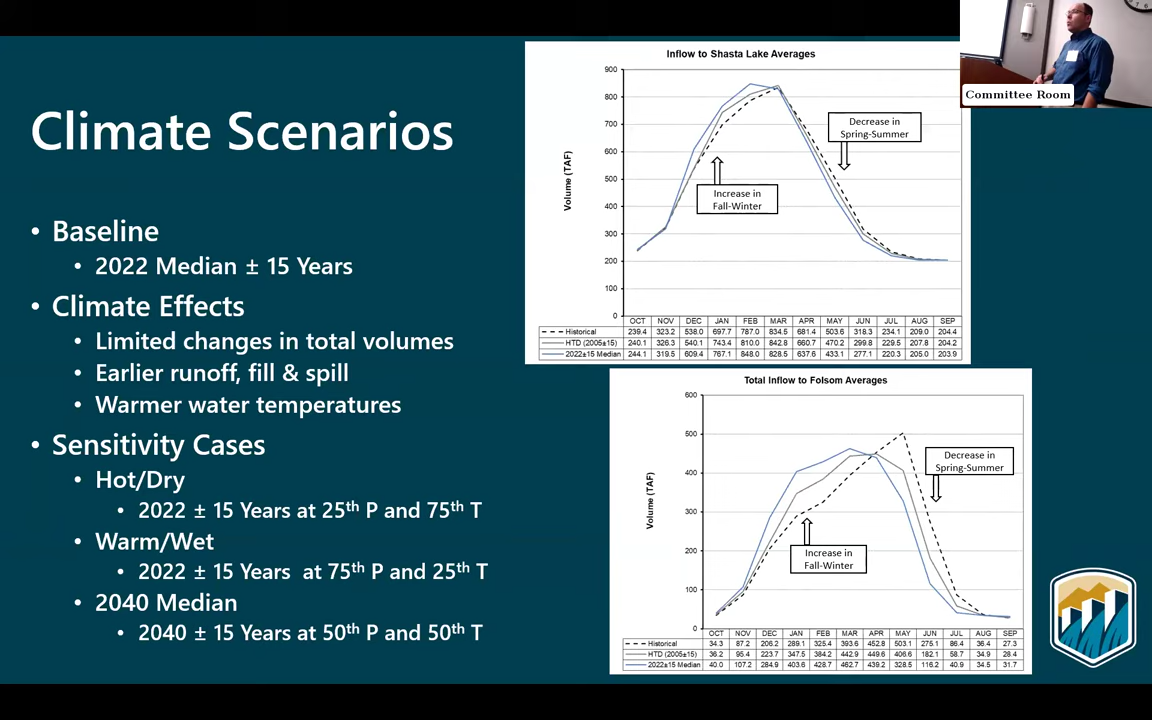 Climate Scenarios
• Baseline
• 2022 Median ± 15 Years
• Climate Effects
• Limited changes in total volumes
• Earlier runoff, fill & spill
• Warmer water temperatures
• Sensitivity Cases
• Hot/Dry
• 2022 ± 15 Years at 25th P and 75th T
• Warm/Wet
• 2022 ± 15 Years at 75th P and 25th T
• 2040 Median
• 2040 ± 15 Years at 50th P and 50th T
Inflow to Shasta Lake Averages
Volume (TAF)
900
800
700
600
500
400
300
200
100
0
Increase in
Fall-Winter
Decrease in
Spring-Summer
OCT NOV DEC JAN FEB MAR APR MAY JUN JUL AUG SEP
Historical 239.4 323.2 538.0 697.7 787.0 834.5 681.4 503.6 318.3 234.1 209.0 204.4
HTD (2005±15) 240.1 326.3 540.1 743.4 810.0 842.8 660.7 470.2 299.8 229.5 207.8 204.2
2022±15 Median 244.1 319.5 609.4 767.1 848.0 828.5 637.6 433.1 277.1 220.3 205.0 203.9
Total Inflow to Folsom Averages
Volume (TAF)
600
500
400
300
200
100
0
Increase in
Fall-Winter
Decrease in
Spring-Summer
OCT NOV DEC JAN FEB MAR APR MAY JUN JUL AUG SEP
Historical 34.3 87.2 206.2 289.1 325.4 393.6 452.8 503.1 275.1 86.4 36.4 27.3
HTD (2005±15) 36.2 95.4 223.7 347.5 384.2 442.9 449.6 406.6 182.1 58.7 34.9 28.4
2022±15 Median 40.0 107.2 284.9 403.6 428.7 462.7 439.2 328.5 116.2 40.9 34.5 31.7
Committee Room